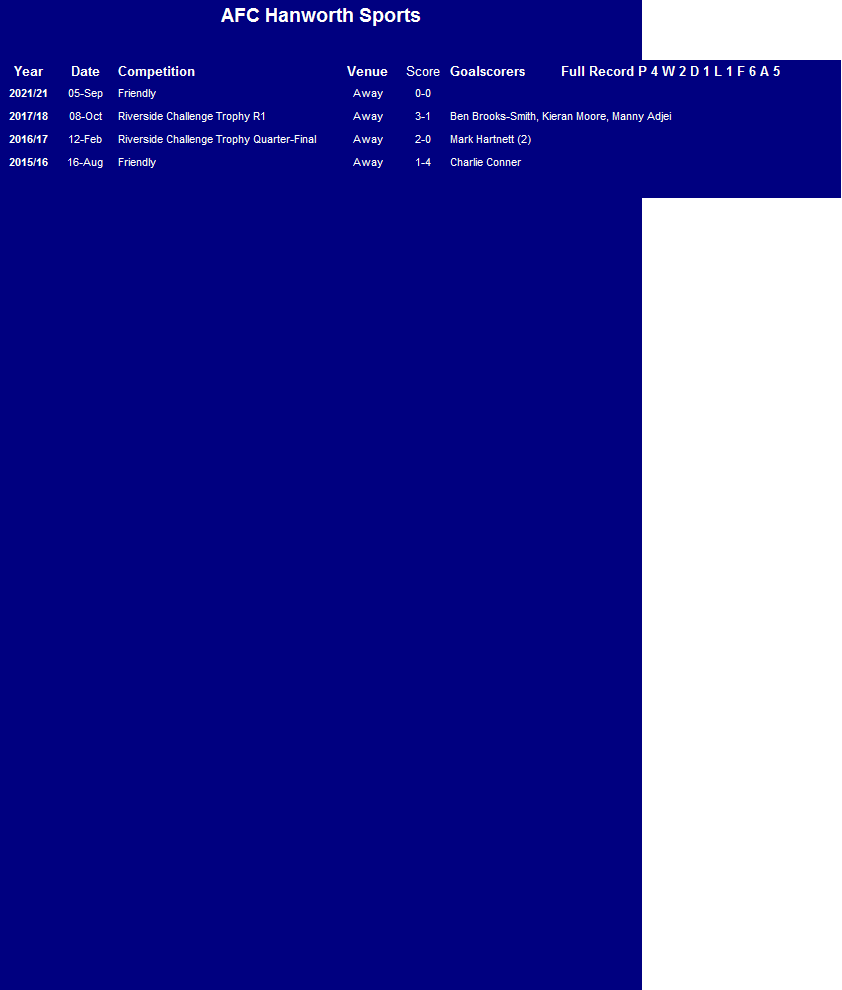 AFC Hanworth Sports
Year Date Competition Venue Score Goalscorers Full Record P 4 W 2 D 1 L 1 F 6 A 5
2021/21 05-Sep Friendly Away 0-0
2017/18 08-Oct Riverside Challenge Trophy R1 Away 3-1 Ben Brooks-Smith, Kieran Moore, Manny Adjei
2016/17 12-Feb Riverside Challenge Trophy Quarter-Final Away 2-0 Mark Hartnett (2)
2015/16 16-Aug Friendly Away 1-4 Charlie Conner